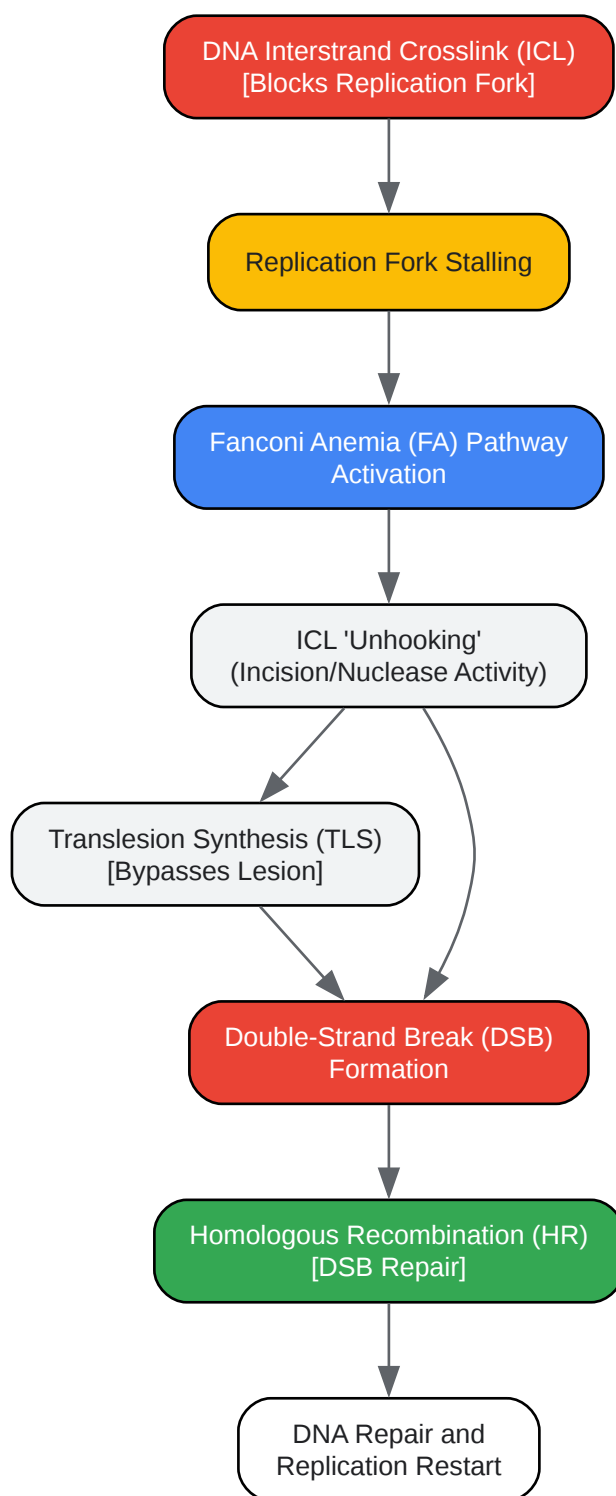 DNA Interstrand Crosslink (ICL)
[Blocks Replication Fork]
Replication Fork Stalling
Fanconi Anemia (FA) Pathway
Activation
ICL 'Unhooking'
(Incision/Nuclease Activity)
Translesion Synthesis (TLS)
[Bypasses Lesion]
Double-Strand Break (DSB)
Formation
Homologous Recombination (HR)
[DSB Repair]
DNA Repair and
Replication Restart